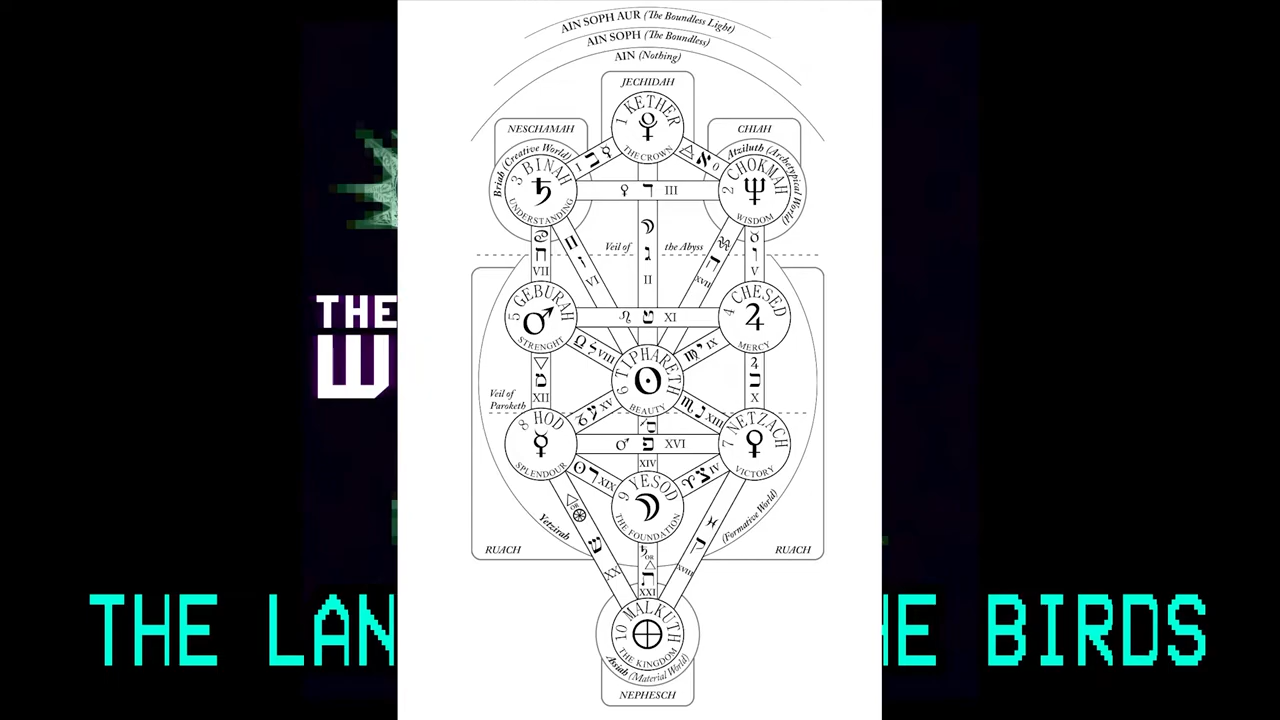 AIN SOPH AUR (The Boundless Light)
AIN SOPH (The Boundless)
AIN (Nothing)
JECHIDAH
1 KETHER
THE CROWN
NESCHAMAH
CHIAH
Briah (Creative World)
Atziluth (Archetypical World)
I ב
א 0
3 BINAH
UNDERSTANDING
2 CHOKMAH
WISDOM
ד III
Veil of the Abyss
ג
II
ח
VII
ז
VI
ה
XVII
ו
V
THE
W
5 GEBURAH
STRENGHT
4 CHESED
MERCY
ט XI
ל VIII
י IX
6 TIPHARETH
BEAUTY
מ
XII
כ
X
Veil of
Paroketh
ע XV
נ XIII
ס
8 HOD
SPLENDOUR
7 NETZACH
VICTORY
פ XVI
XIV
ר XIX
צ IV
9 YESOD
THE FOUNDATION
Yetzirah
(Formative World)
RUACH
RUACH
ש
XX
OR
ת
XXI
ק
XVIII
THE LAN
HE BIRDS
10 MALKUTH
THE KINGDOM
Assiah (Material World)
NEPHESCH